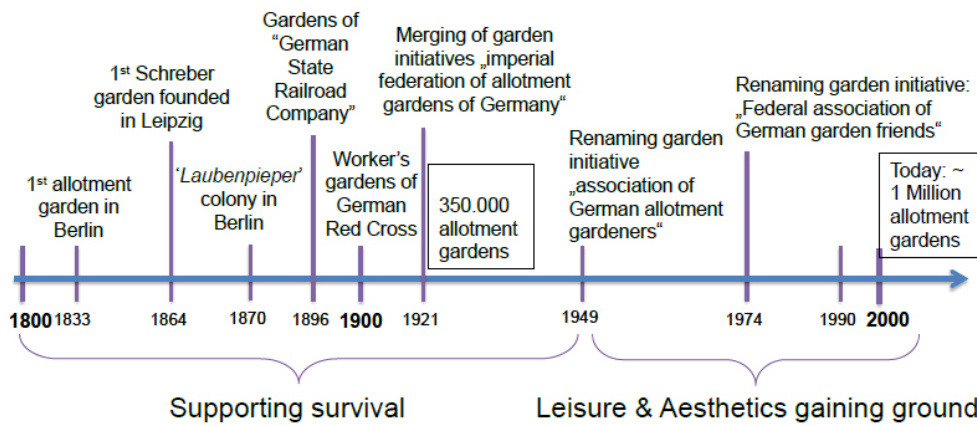 1st allotment
garden in
Berlin
1st Schreber
garden founded
in Leipzig
‘Laubenpieper’
colony in
Berlin
Gardens of
“German
State
Railroad
Company”
Worker’s
gardens of
German
Red Cross
Merging of garden
initiatives „imperial
federation of allotment
gardens of Germany“
350.000
allotment
gardens
Renaming garden
initiative
„association of
German allotment
gardeners“
Renaming garden initiative:
„Federal association of
German garden friends“
Today: ~
1 Million
allotment
gardens
1800
1833
1864
1870
1896
1900
1921
1949
1974
1990
2000
Supporting survival
Leisure & Aesthetics gaining ground